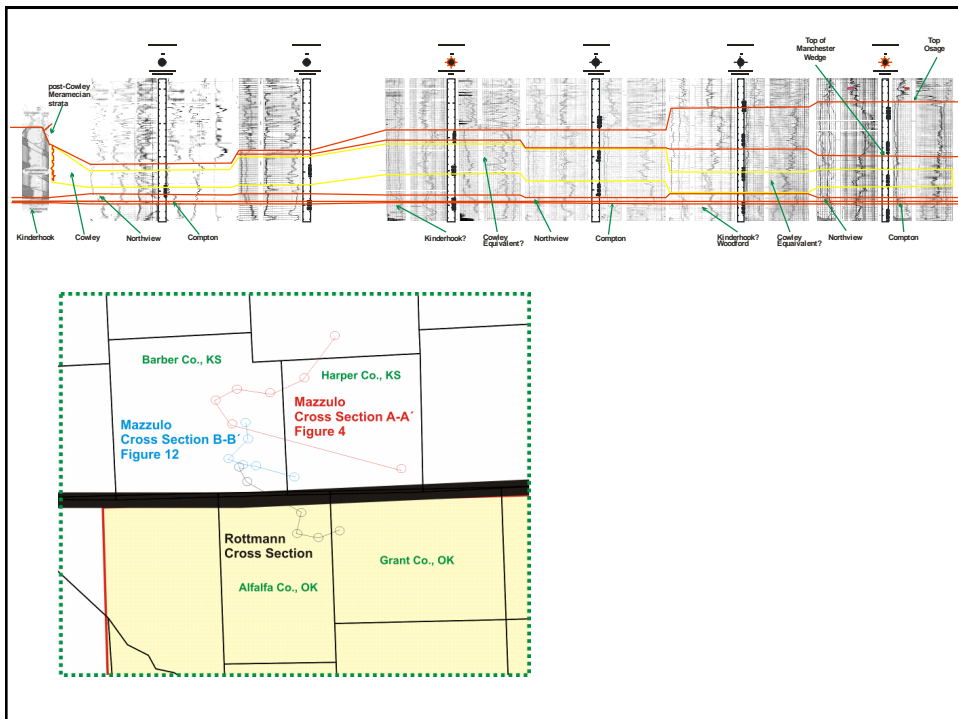 Top of
Manchester
Wedge
Top
Osage
post-Cowley
Meramecian
strata
Kinderhook
Cowley
Northview
Compton
Kinderhook?
Cowley
Equivalent?
Northview
Compton
Kinderhook?
Woodford
Cowley
Equaivalent?
Northview
Compton
Barber Co., KS
Harper Co., KS
Mazzulo
Cross Section A-A´
Figure 4
Mazzulo
Cross Section B-B´
Figure 12
Rottmann
Cross Section
Grant Co., OK
Alfalfa Co., OK